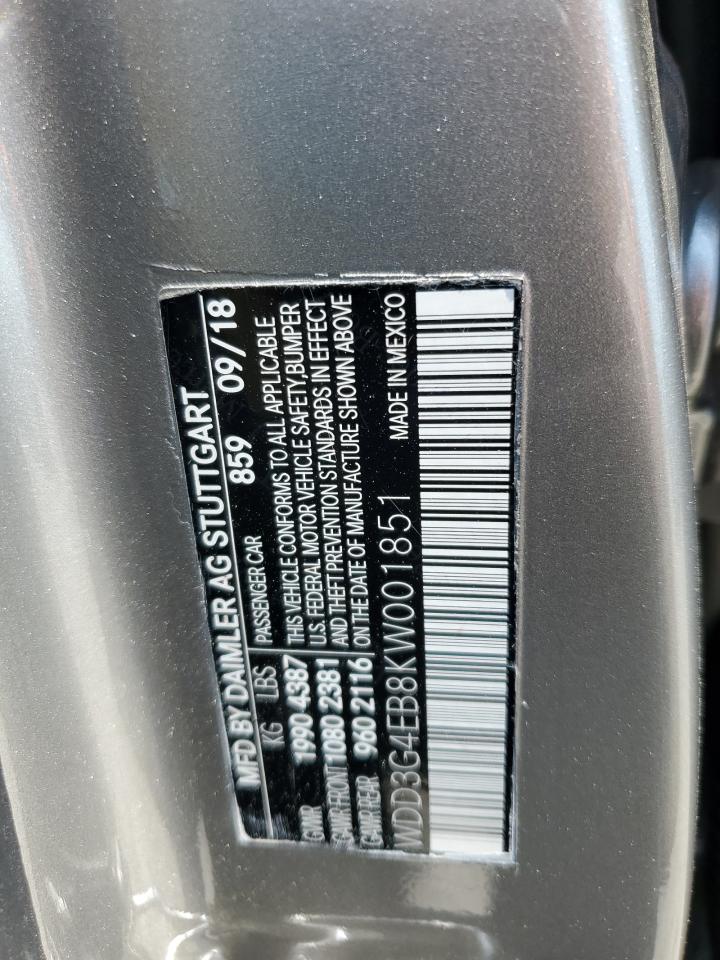 MFD BY DAIMLER AG STUTTGART
859 09/18
PASSENGER CAR
KG LBS
GVWR 1990 4387
GAWR FRONT 1080 2381
GAWR REAR 960 2116
THIS VEHICLE CONFORMS TO ALL APPLICABLE
U.S. FEDERAL MOTOR VEHICLE SAFETY, BUMPER
AND THEFT PREVENTION STANDARDS IN EFFECT
ON THE DATE OF MANUFACTURE SHOWN ABOVE
WDD3G4EB8KW001851 MADE IN MEXICO